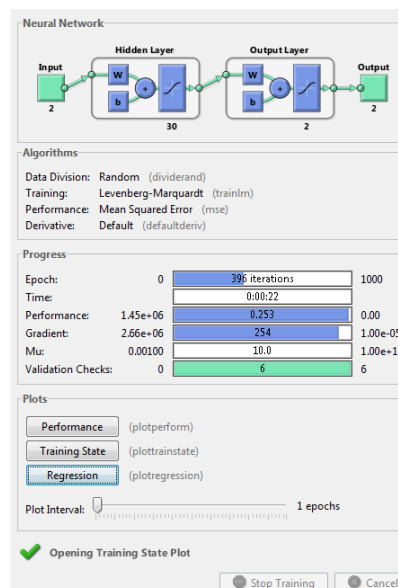 Neural Network
Hidden Layer Output Layer
Input Output
W W
+ +
b b
2 2
30 2
Algorithms
Data Division: Random (dividerand)
Training: Levenberg-Marquardt (trainlm)
Performance: Mean Squared Error (mse)
Derivative: Default (defaultderiv)
Progress
Epoch: 0 396 iterations 1000
Time: 0:00:22
Performance: 1.45e+06 0.253 0.00
Gradient: 2.66e+06 254 1.00e-05
Mu: 0.00100 10.0 1.00e+1
Validation Checks: 0 6 6
Plots
Performance (plotperform)
Training State (plottrainstate)
Regression (plotregression)
Plot Interval: 1 epochs
Opening Training State Plot
Stop Training Cancel